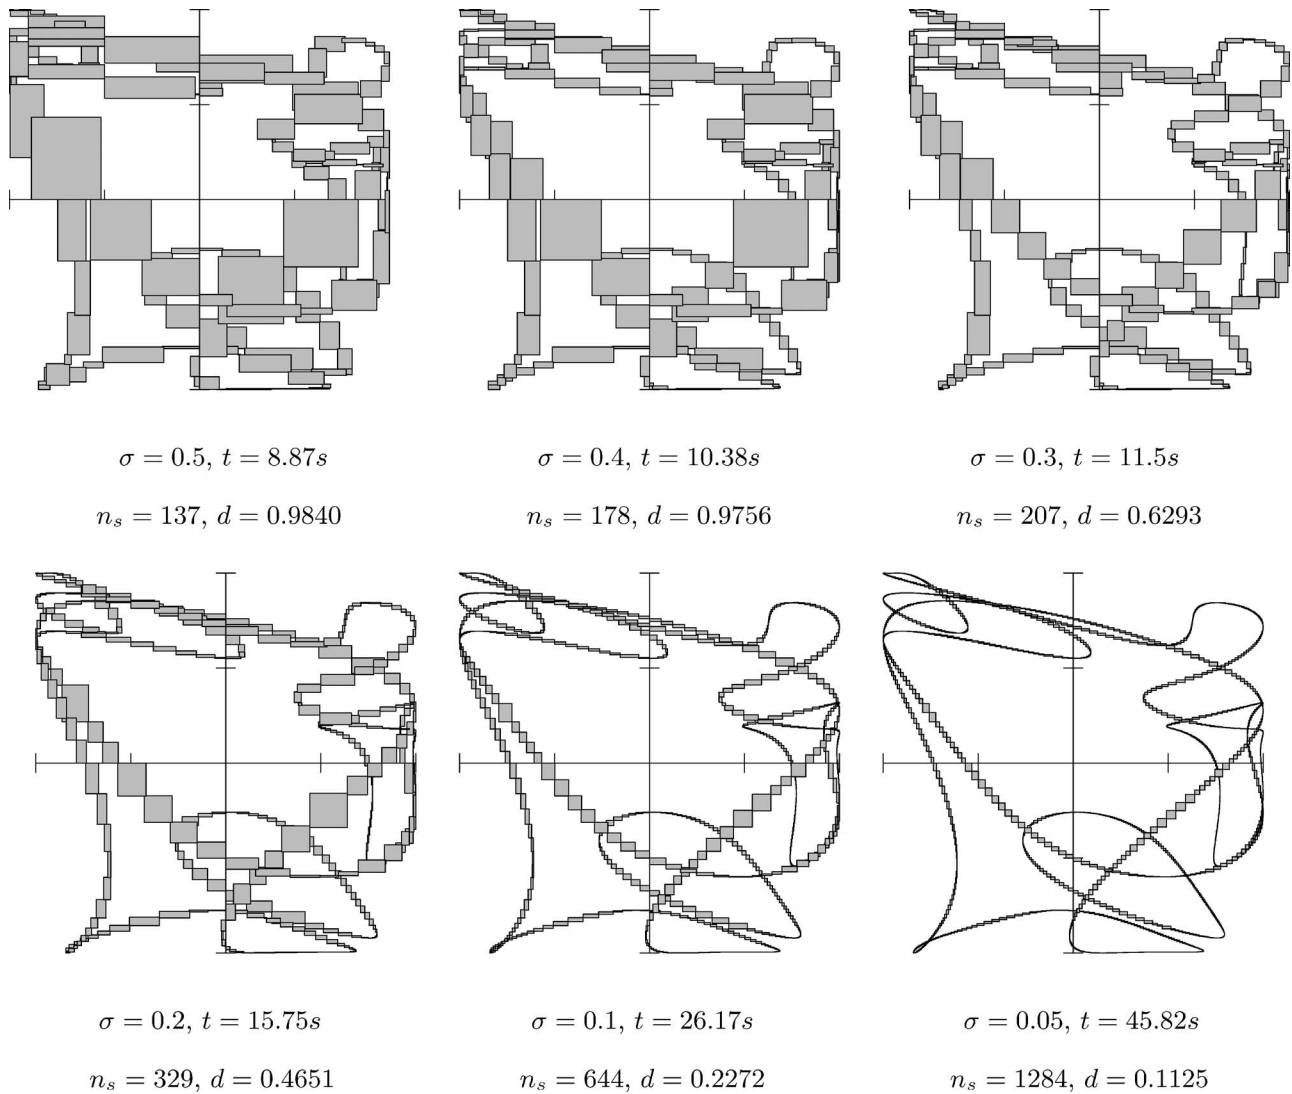 σ = 0.5, t = 8.87s
n_s = 137, d = 0.9840
σ = 0.4, t = 10.38s
n_s = 178, d = 0.9756
σ = 0.3, t = 11.5s
n_s = 207, d = 0.6293
σ = 0.2, t = 15.75s
n_s = 329, d = 0.4651
σ = 0.1, t = 26.17s
n_s = 644, d = 0.2272
σ = 0.05, t = 45.82s
n_s = 1284, d = 0.1125